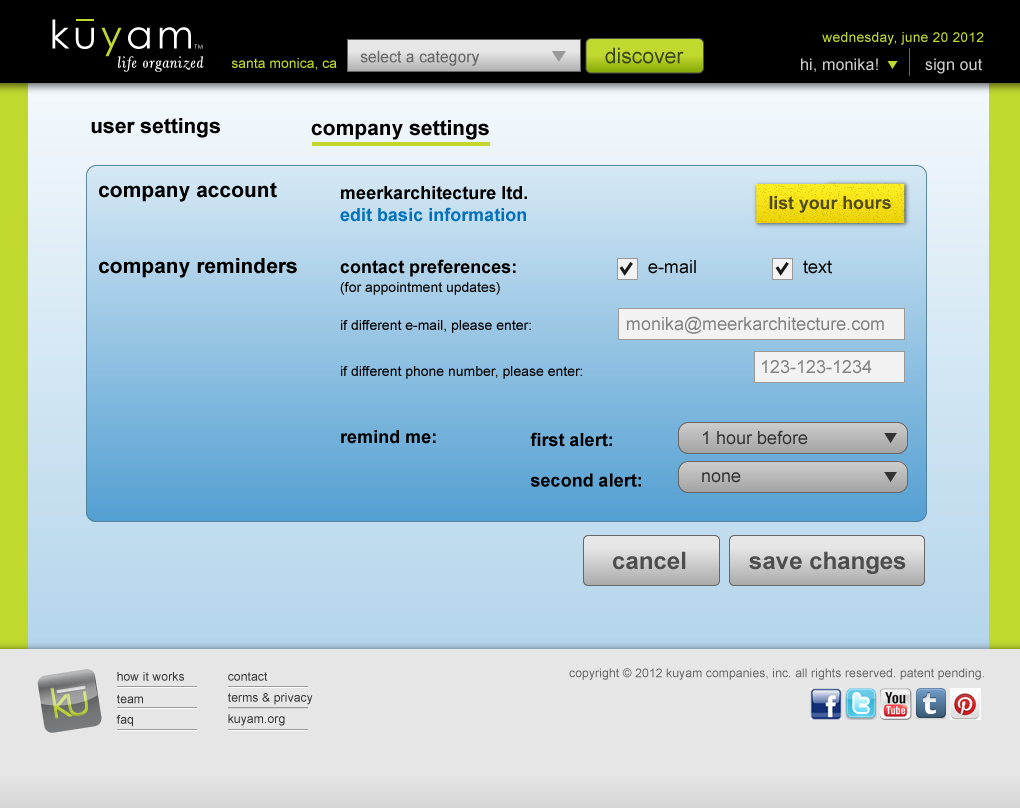 kūyam™
life organized
santa monica, ca
select a category
discover
wednesday, june 20 2012
hi, monika!
sign out
user settings
company settings
company account
meerkarchitecture ltd.
edit basic information
list your hours
company reminders
contact preferences:
(for appointment updates)
e-mail
text
if different e-mail, please enter:
monika@meerkarchitecture.com
if different phone number, please enter:
123-123-1234
remind me:
first alert:
1 hour before
second alert:
none
cancel
save changes
kū
how it works
team
faq
contact
terms & privacy
kuyam.org
copyright © 2012 kuyam companies, inc. all rights reserved. patent pending.
f
t
You
Tube
t
p